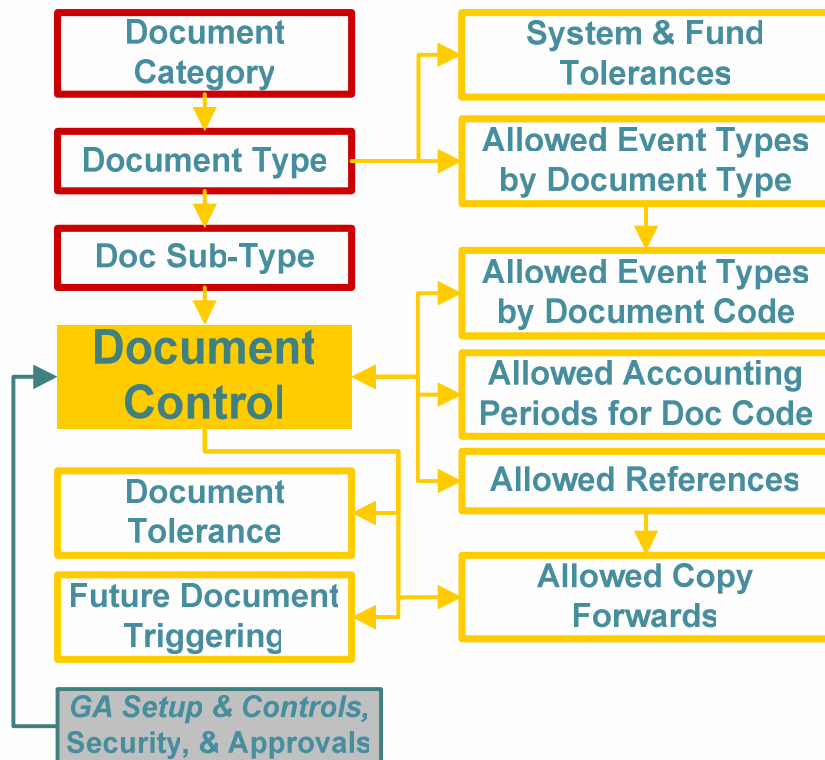 Document
Category
Document Type
Doc Sub-Type
Document
Control
Document
Tolerance
Future Document
Triggering
GA Setup & Controls,
Security, & Approvals
System & Fund
Tolerances
Allowed Event Types
by Document Type
Allowed Event Types
by Document Code
Allowed Accounting
Periods for Doc Code
Allowed References
Allowed Copy
Forwards